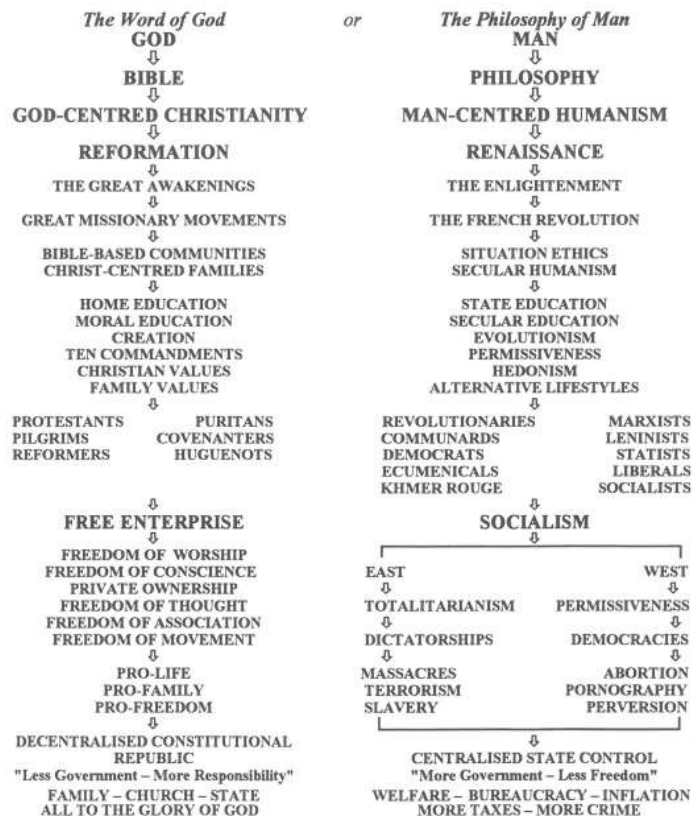 The Word of God or The Philosophy of Man
GOD MAN
BIBLE PHILOSOPHY
GOD-CENTRED CHRISTIANITY MAN-CENTRED HUMANISM
REFORMATION RENAISSANCE
THE GREAT AWAKENINGS THE ENLIGHTENMENT
GREAT MISSIONARY MOVEMENTS THE FRENCH REVOLUTION
BIBLE-BASED COMMUNITIES SITUATION ETHICS
CHRIST-CENTRED FAMILIES SECULAR HUMANISM
HOME EDUCATION STATE EDUCATION
MORAL EDUCATION SECULAR EDUCATION
CREATION EVOLUTIONISM
TEN COMMANDMENTS PERMISSIVENESS
CHRISTIAN VALUES HEDONISM
FAMILY VALUES ALTERNATIVE LIFESTYLES
PROTESTANTS PURITANS REVOLUTIONARIES MARXISTS
PILGRIMS COVENANTERS COMMUNARDS LENINISTS
REFORMERS HUGUENOTS DEMOCRATS STATISTS
ECUMENICALS LIBERALS
KHMER ROUGE SOCIALISTS
FREE ENTERPRISE SOCIALISM
FREEDOM OF WORSHIP
FREEDOM OF CONSCIENCE EAST WEST
PRIVATE OWNERSHIP
FREEDOM OF THOUGHT TOTALITARIANISM PERMISSIVENESS
FREEDOM OF ASSOCIATION
FREEDOM OF MOVEMENT DICTATORSHIPS DEMOCRACIES
PRO-LIFE MASSACRES ABORTION
PRO-FAMILY TERRORISM PORNOGRAPHY
PRO-FREEDOM SLAVERY PERVERSION
DECENTRALISED CONSTITUTIONAL
REPUBLIC CENTRALISED STATE CONTROL
"Less Government – More Responsibility" "More Government – Less Freedom"
FAMILY – CHURCH – STATE WELFARE – BUREAUCRACY – INFLATION
ALL TO THE GLORY OF GOD MORE TAXES – MORE CRIME